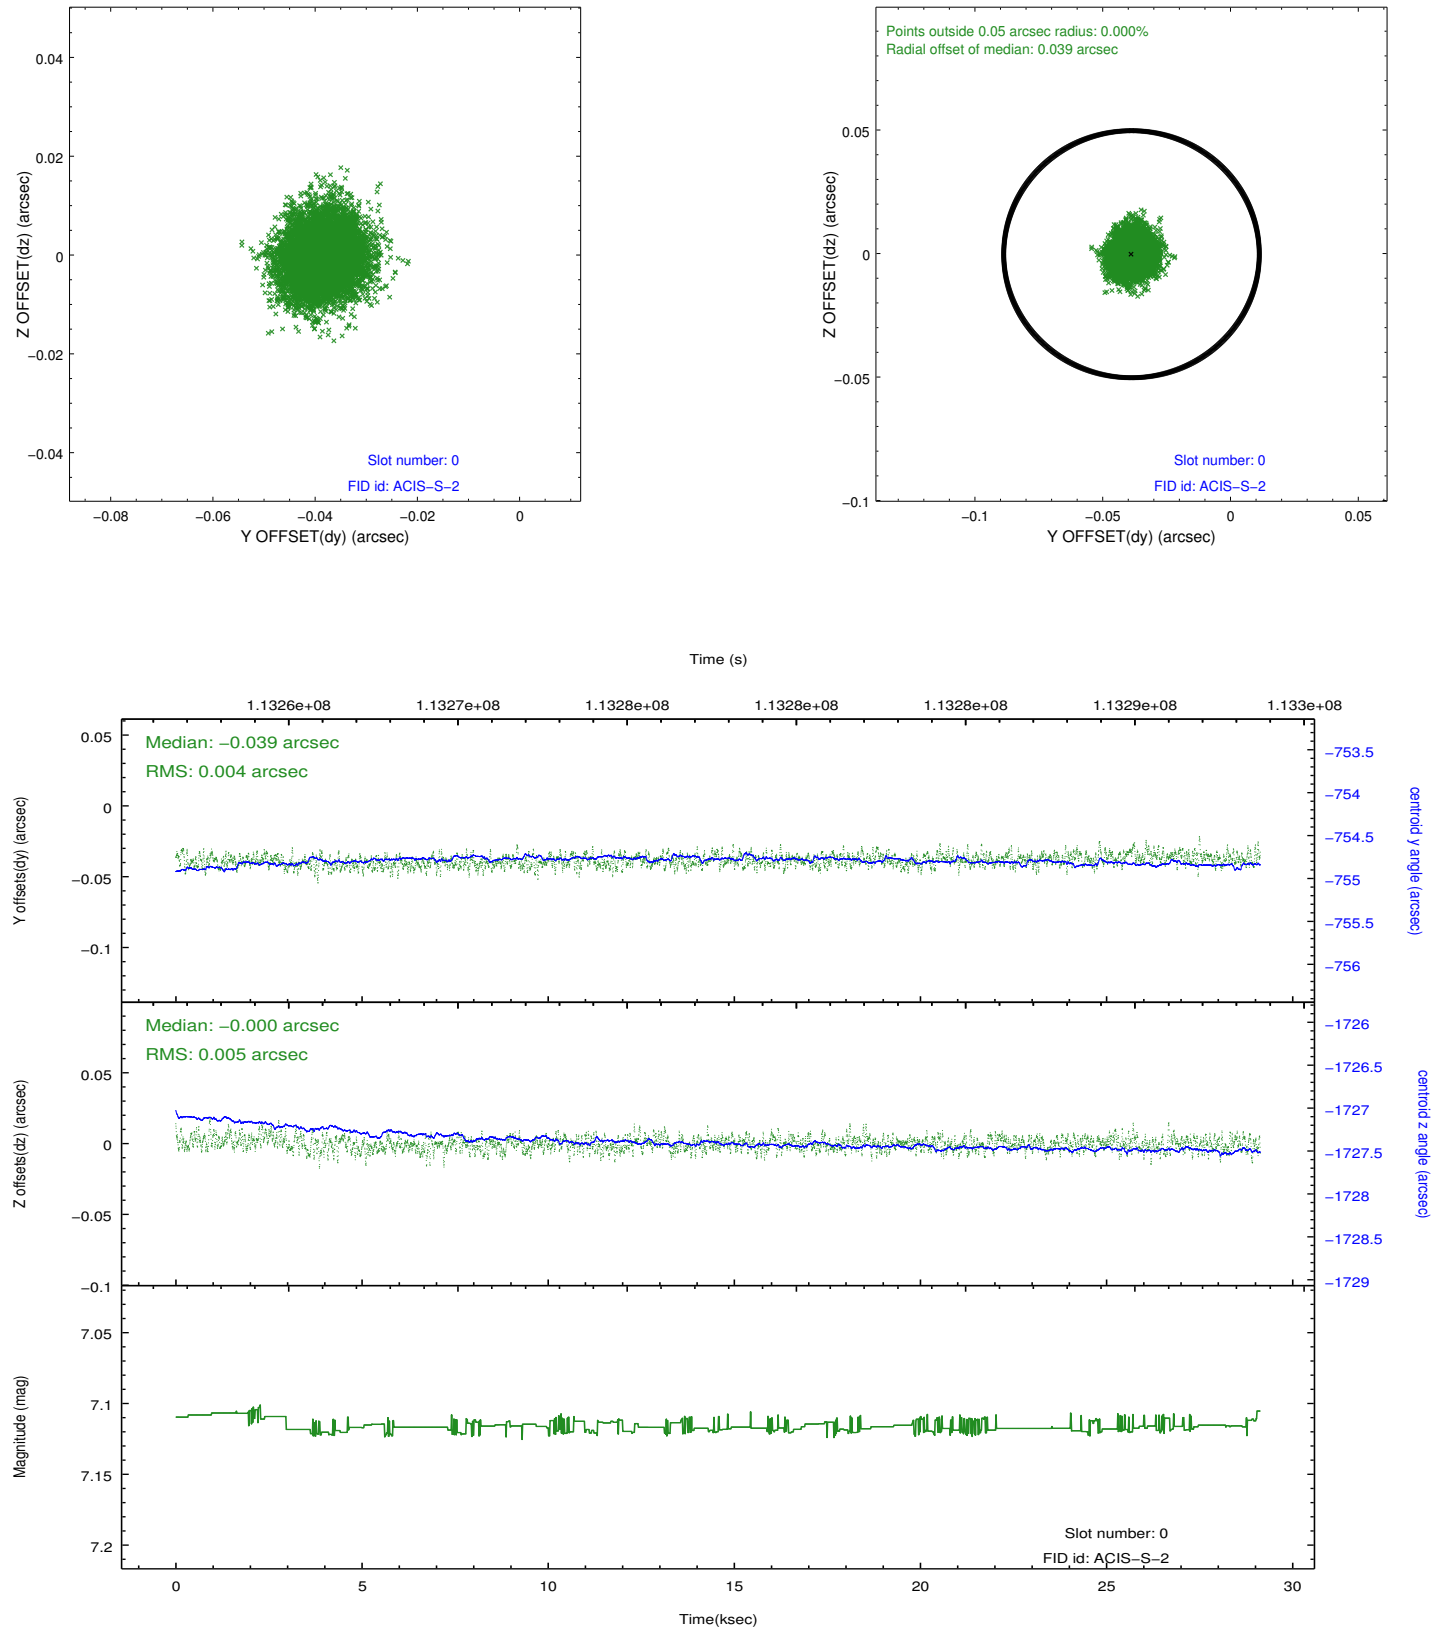 0.04
0.02
0
−0.02
−0.04
Z OFFSET(dz) (arcsec)
Slot number: 0
FID id: ACIS−S−2
−0.08
−0.06
−0.04
−0.02
0
Y OFFSET(dy) (arcsec)
Points outside 0.05 arcsec radius: 0.000%
Radial offset of median: 0.039 arcsec
0.05
0
−0.05
−0.1
Z OFFSET(dz) (arcsec)
Slot number: 0
FID id: ACIS−S−2
−0.1
−0.05
0
0.05
Y OFFSET(dy) (arcsec)
Time (s)
1.1326e+08
1.1327e+08
1.1328e+08
1.1328e+08
1.1328e+08
1.1329e+08
1.133e+08
Median: −0.039 arcsec
RMS: 0.004 arcsec
0.05
0
−0.05
−0.1
Y offsets(dy) (arcsec)
−753.5
−754
−754.5
−755
−755.5
−756
centroid y angle (arcsec)
Median: −0.000 arcsec
RMS: 0.005 arcsec
0.05
0
−0.05
−0.1
Z offsets(dz) (arcsec)
−1726
−1726.5
−1727
−1727.5
−1728
−1728.5
−1729
centroid z angle (arcsec)
7.05
7.1
7.15
7.2
Magnitude (mag)
Slot number: 0
FID id: ACIS−S−2
0
5
10
15
20
25
30
Time(ksec)